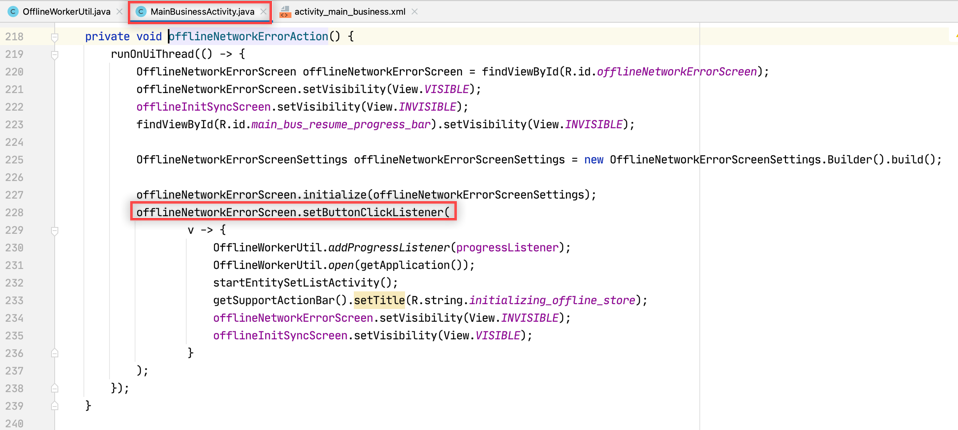 OfflineWorkerUtil.java × MainBusinessActivity.java × activity_main_business.xml ×
218 private void offlineNetworkErrorAction() {
219 runOnUiThread(() -> {
220 OfflineNetworkErrorScreen offlineNetworkErrorScreen = findViewById(R.id.offlineNetworkErrorScreen);
221 offlineNetworkErrorScreen.setVisibility(View.VISIBLE);
222 offlineInitSyncScreen.setVisibility(View.INVISIBLE);
223 findViewById(R.id.main_bus_resume_progress_bar).setVisibility(View.INVISIBLE);
224
225 OfflineNetworkErrorScreenSettings offlineNetworkErrorScreenSettings = new OfflineNetworkErrorScreenSettings.Builder().build();
226
227 offlineNetworkErrorScreen.initialize(offlineNetworkErrorScreenSettings);
228 offlineNetworkErrorScreen.setButtonClickListener(
229 v -> {
230 OfflineWorkerUtil.addProgressListener(progressListener);
231 OfflineWorkerUtil.open(getApplication());
232 startEntitySetListActivity();
233 getSupportActionBar().setTitle(R.string.initializing_offline_store);
234 offlineNetworkErrorScreen.setVisibility(View.INVISIBLE);
235 offlineInitSyncScreen.setVisibility(View.VISIBLE);
236 }
237 );
238 });
239 }
240